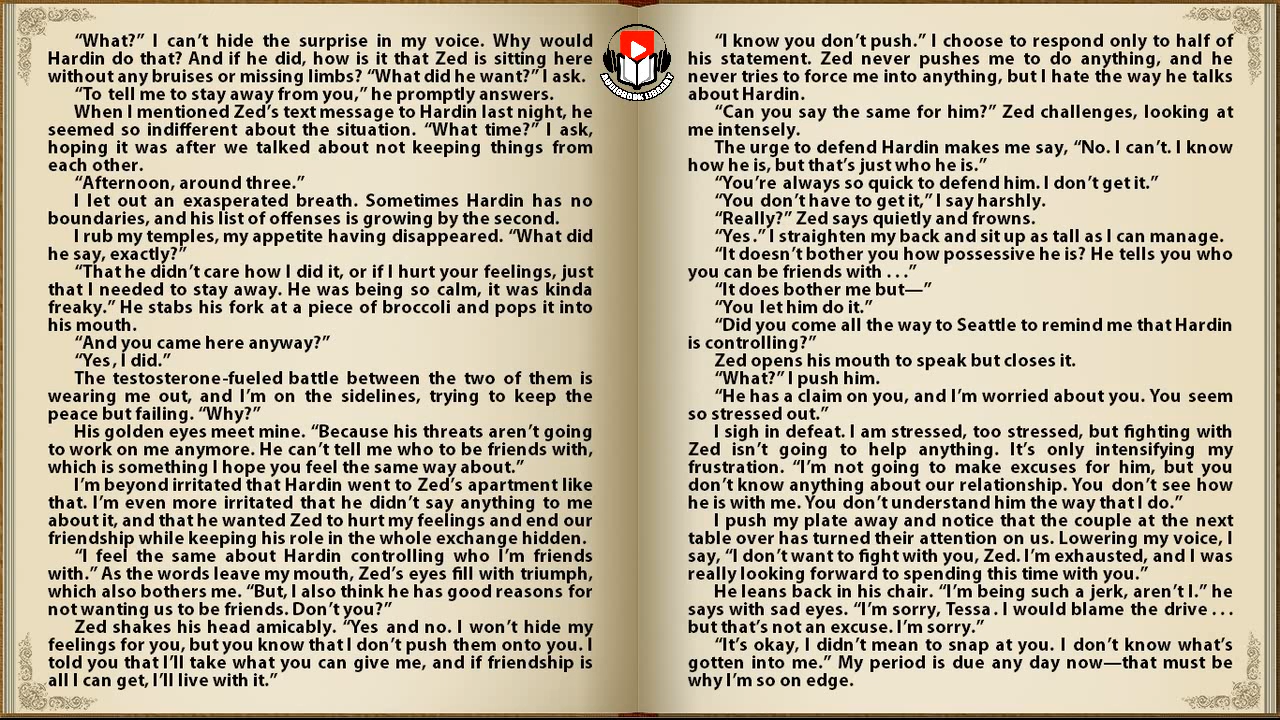 “What?” I can’t hide the surprise in my voice. Why would
Hardin do that? And if he did, how is it that Zed is sitting here
without any bruises or missing limbs? “What did he want?” I ask.
“To tell me to stay away from you,” he promptly answers.
When I mentioned Zed’s text message to Hardin last night, he
seemed so indifferent about the situation. “What time?” I ask,
hoping it was after we talked about not keeping things from
each other.
“Afternoon, around three.”
I let out an exasperated breath. Sometimes Hardin has no
boundaries, and his list of offenses is growing by the second.
I rub my temples, my appetite having disappeared. “What did
he say, exactly?”
“That he didn’t care how I did it, or if I hurt your feelings, just
that I needed to stay away. He was being so calm, it was kinda
freaky.” He stabs his fork at a piece of broccoli and pops it into
his mouth.
“And you came here anyway?”
“Yes, I did.”
The testosterone-fueled battle between the two of them is
wearing me out, and I’m on the sidelines, trying to keep the
peace but failing. “Why?”
His golden eyes meet mine. “Because his threats aren’t going
to work on me anymore. He can’t tell me who to be friends with,
which is something I hope you feel the same way about.”
I’m beyond irritated that Hardin went to Zed’s apartment like
that. I’m even more irritated that he didn’t say anything to me
about it, and that he wanted Zed to hurt my feelings and end our
friendship while keeping his role in the whole exchange hidden.
“I feel the same about Hardin controlling who I’m friends
with.” As the words leave my mouth, Zed’s eyes fill with triumph,
which also bothers me. “But, I also think he has good reasons for
not wanting us to be friends. Don’t you?”
Zed shakes his head amicably. “Yes and no. I won’t hide my
feelings for you, but you know that I don’t push them onto you. I
told you that I’ll take what you can give me, and if friendship is
all I can get, I’ll live with it.”
AUDIOBOOK LIBRARY
“I know you don’t push.” I choose to respond only to half of
his statement. Zed never pushes me to do anything, and he
never tries to force me into anything, but I hate the way he talks
about Hardin.
“Can you say the same for him?” Zed challenges, looking at
me intensely.
The urge to defend Hardin makes me say, “No. I can’t. I know
how he is, but that’s just who he is.”
“You’re always so quick to defend him. I don’t get it.”
“You don’t have to get it,” I say harshly.
“Really?” Zed says quietly and frowns.
“Yes.” I straighten my back and sit up as tall as I can manage.
“It doesn’t bother you how possessive he is? He tells you who
you can be friends with . . .”
“It does bother me but—”
“You let him do it.”
“Did you come all the way to Seattle to remind me that Hardin
is controlling?”
Zed opens his mouth to speak but closes it.
“What?” I push him.
“He has a claim on you, and I’m worried about you. You seem
so stressed out.”
I sigh in defeat. I am stressed, too stressed, but fighting with
Zed isn’t going to help anything. It’s only intensifying my
frustration. “I’m not going to make excuses for him, but you
don’t know anything about our relationship. You don’t see how
he is with me. You don’t understand him the way that I do.”
I push my plate away and notice that the couple at the next
table over has turned their attention on us. Lowering my voice, I
say, “I don’t want to fight with you, Zed. I’m exhausted, and I was
really looking forward to spending this time with you.”
He leans back in his chair. “I’m being such a jerk, aren’t I.” he
says with sad eyes. “I’m sorry, Tessa. I would blame the drive . . .
but that’s not an excuse. I’m sorry.”
“It’s okay, I didn’t mean to snap at you. I don’t know what’s
gotten into me.” My period is due any day now—that must be
why I’m so on edge.